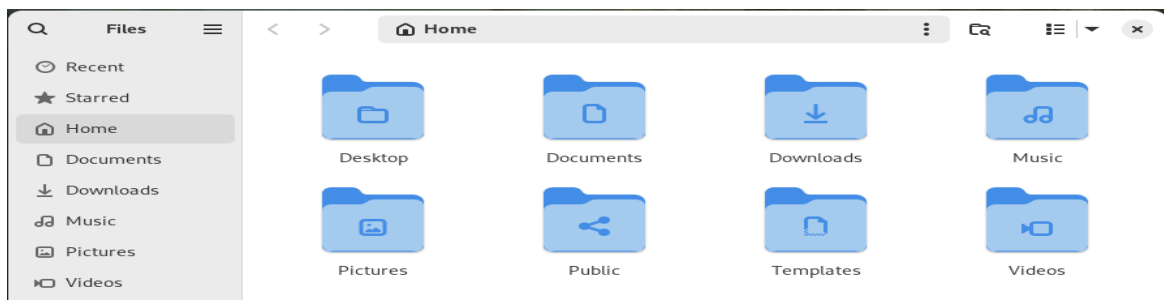 Files
Home
Recent
Starred
Home
Documents
Downloads
Music
Pictures
Videos
Desktop Documents Downloads Music
Pictures Public Templates Videos